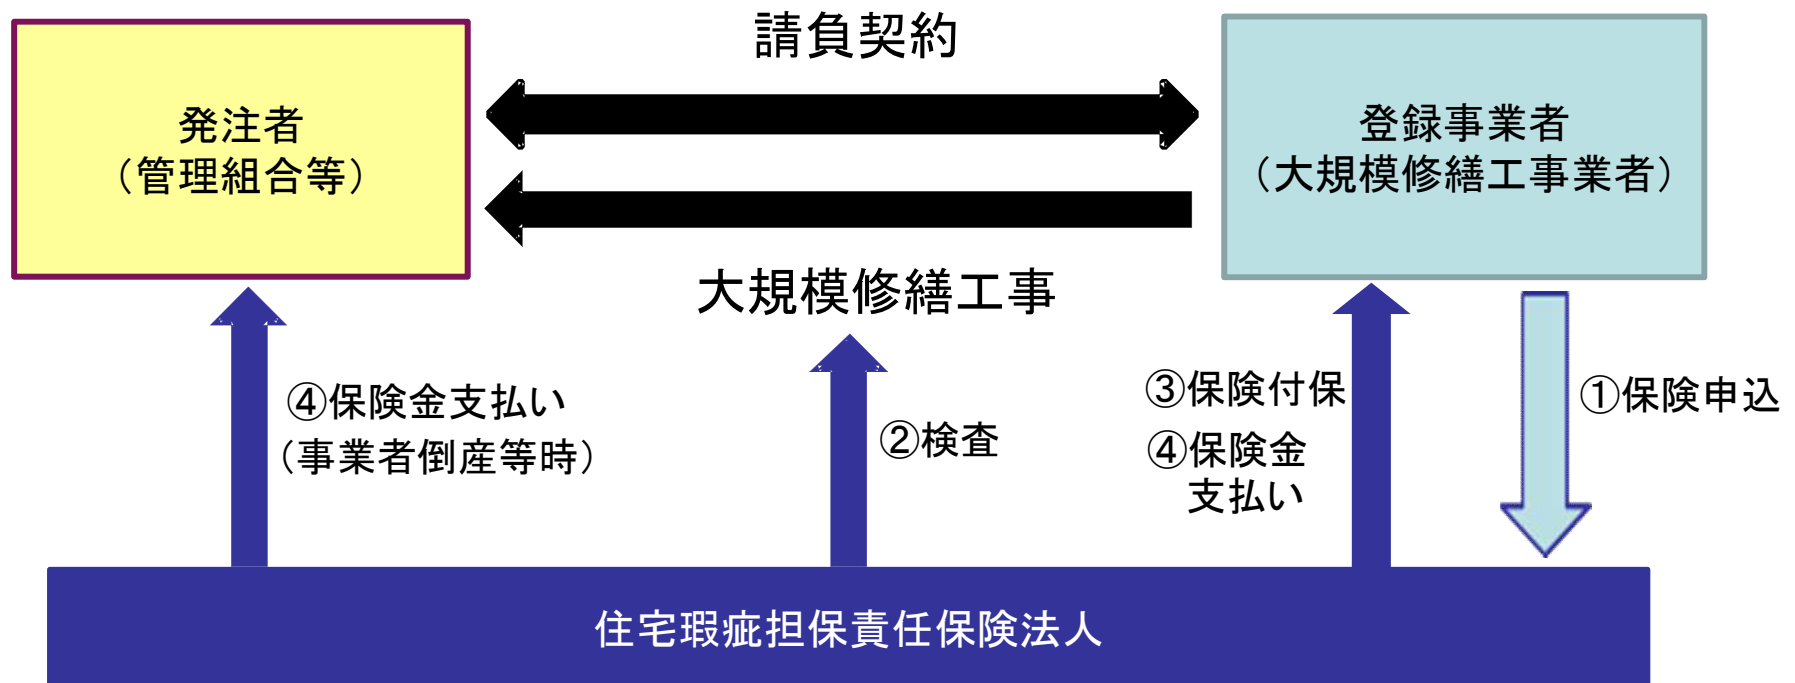 請負契約
発注者
（管理組合等）
登録事業者
（大規模修繕工事業者）
大規模修繕工事
④保険金支払い
（事業者倒産等時）
②検査
③保険付保
④保険金
支払い
①保険申込
住宅瑕疵担保責任保険法人